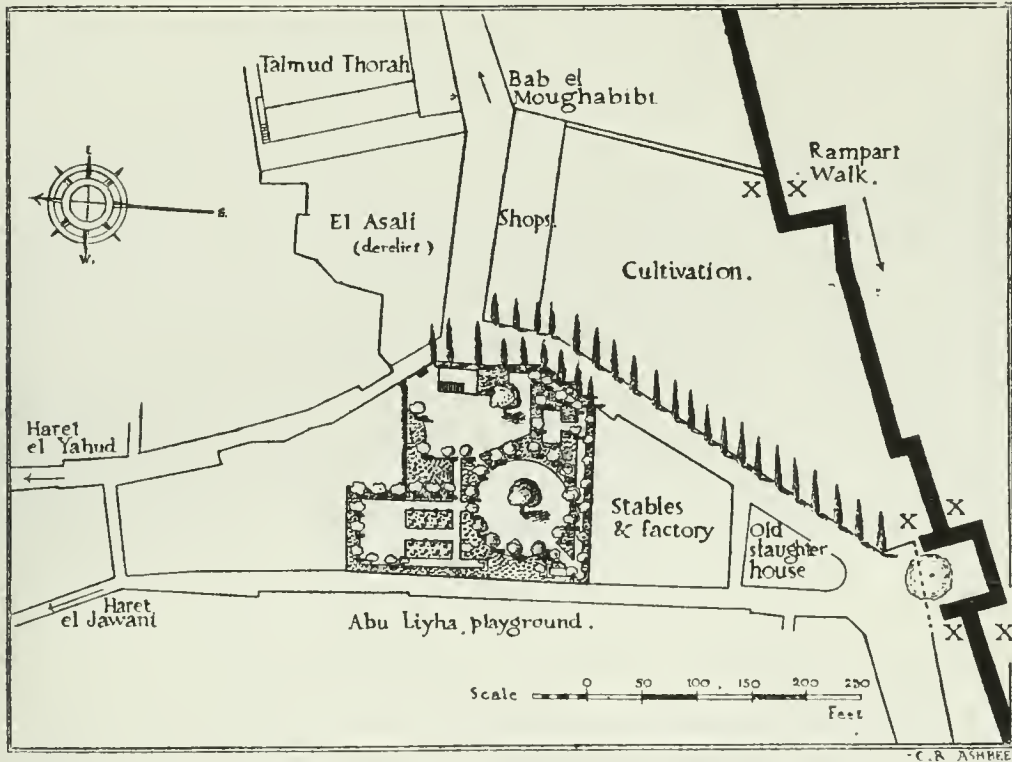 Talmud Thorah
Bab el
Moughabibt
Rampart
Walk.
X X
E.
S.
W.
El Asali
(derelict)
Shops.
Cultivation.
Haret
el Yahud
Stables
& factory
Old
slaughter
house
X X
Haret
el Jawani
Abu Liyha, playground.
X X
Scale 0 50 100 150 200 250
Feet
C.R ASHBEE